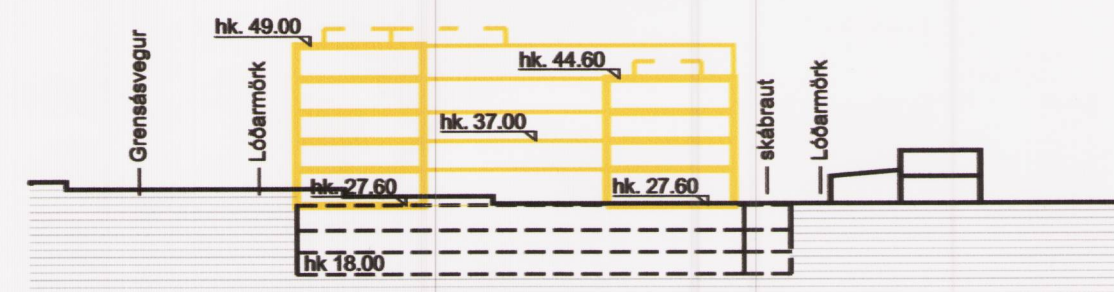 hk. 49.00
hk. 44.60
Grensásvegur
Lóðarmörk
hk. 37.00
skábraut
Lóðarmörk
hk. 27.60
hk. 27.60
hk 18.00